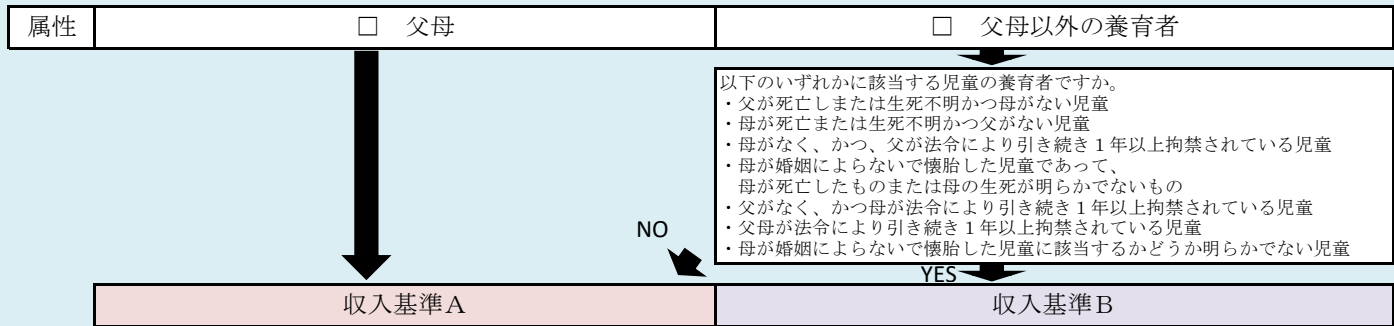 属性
□ 父母
□ 父母以外の養育者
以下のいずれかに該当する児童の養育者ですか。
・父が死亡しまたは生死不明かつ母がない児童
・母が死亡または生死不明かつ父がない児童
・母がなく、かつ、父が法令により引き続き１年以上拘禁されている児童
・母が婚姻によらないで懐胎した児童であって、
母が死亡したものまたは母の生死が明らかでないもの
・父がなく、かつ母が法令により引き続き１年以上拘禁されている児童
・父母が法令により引き続き１年以上拘禁されている児童
・母が婚姻によらないで懐胎した児童に該当するかどうか明らかでない児童
NO
YES
収入基準Ａ
収入基準Ｂ